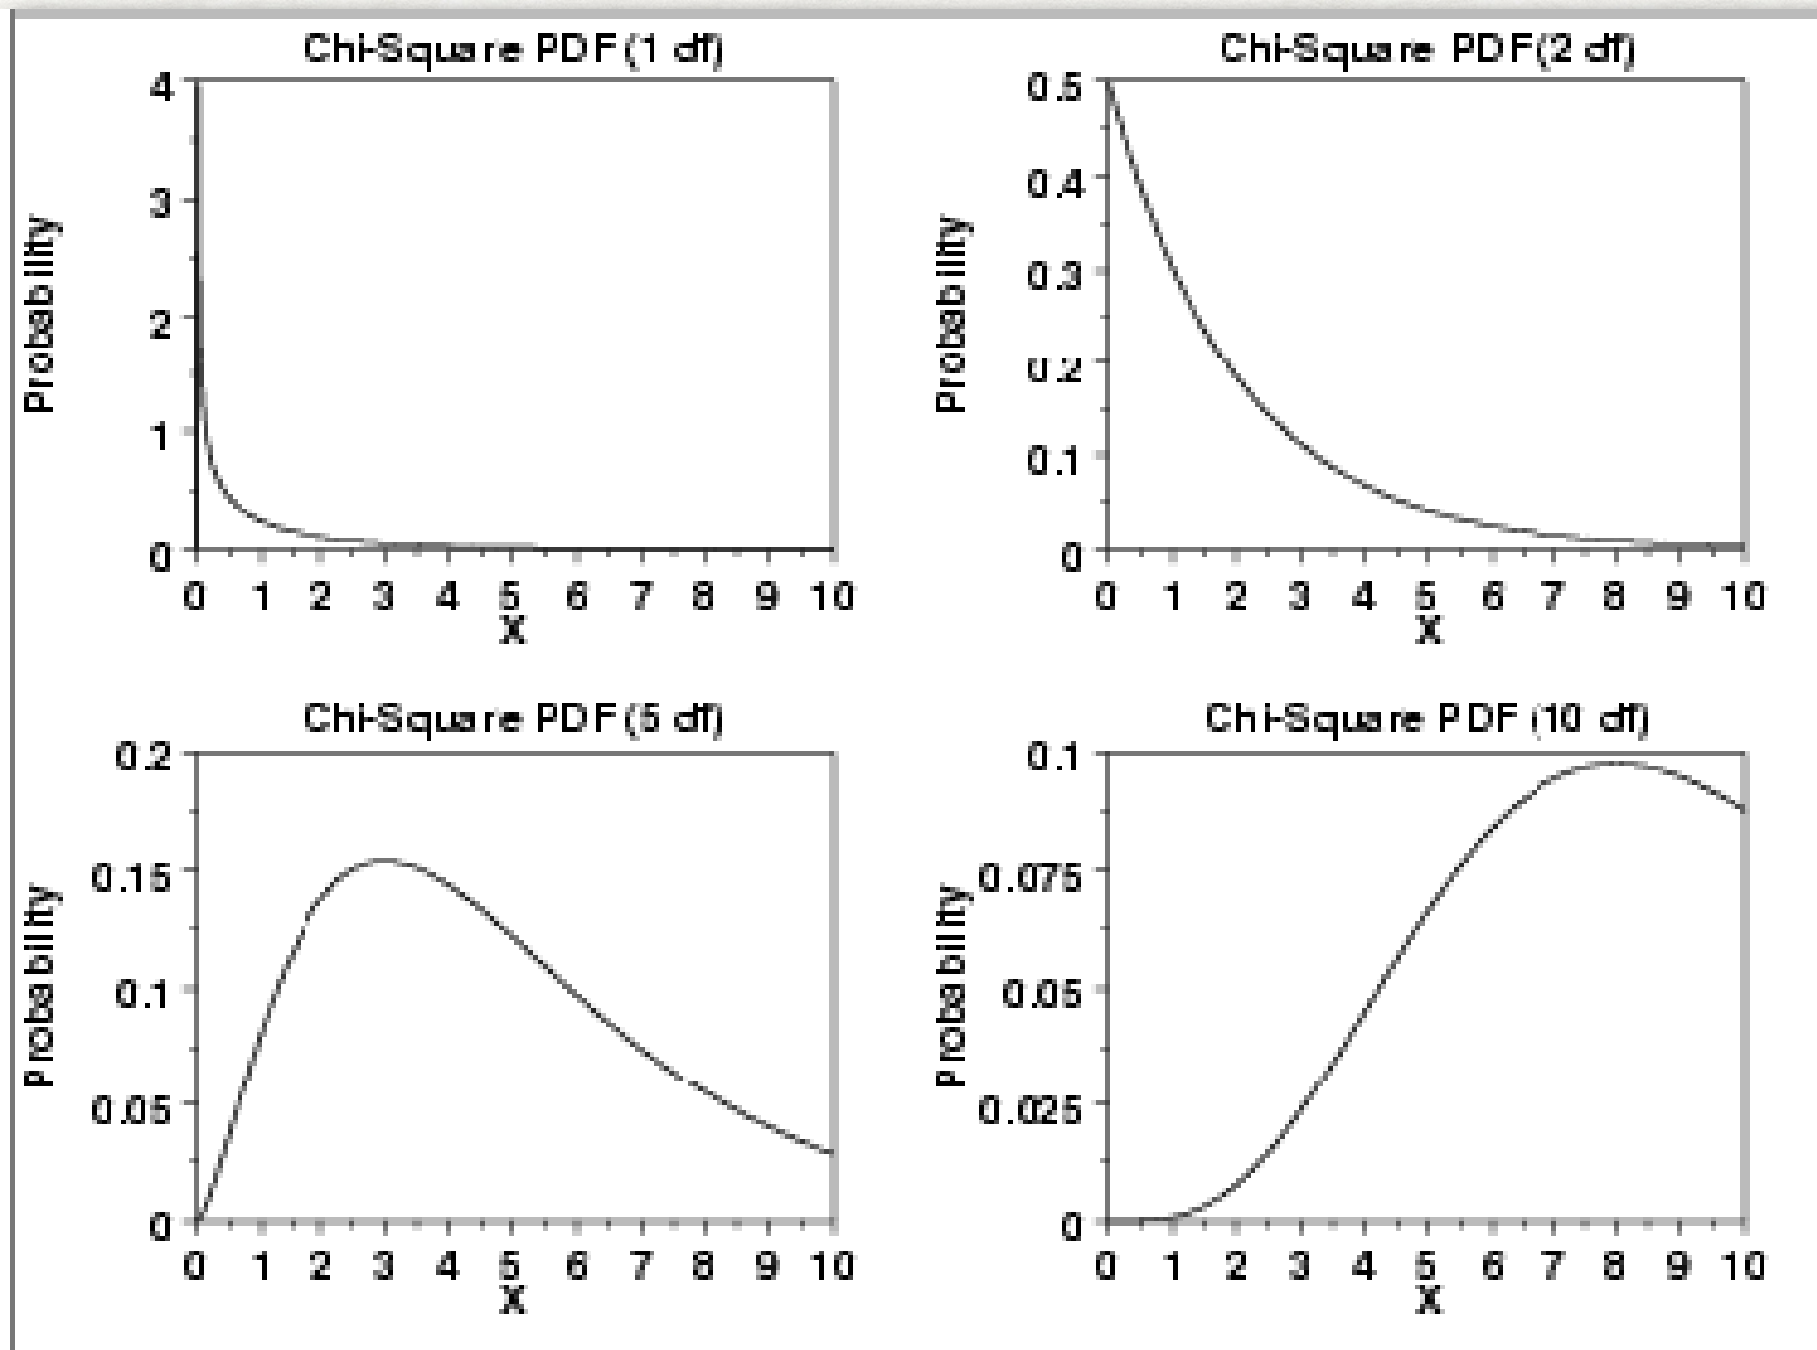 Chi-Square PDF (1 df)
4
3
2
1
0
Probability
0 1 2 3 4 5 6 7 8 9 10
X
Chi-Square PDF (2 df)
0.5
0.4
0.3
0.2
0.1
0
Probability
0 1 2 3 4 5 6 7 8 9 10
X
Chi-Square PDF (5 df)
0.2
0.15
0.1
0.05
0
Probability
0 1 2 3 4 5 6 7 8 9 10
X
Chi-Square PDF (10 df)
0.1
0.075
0.05
0.025
0
Probability
0 1 2 3 4 5 6 7 8 9 10
X